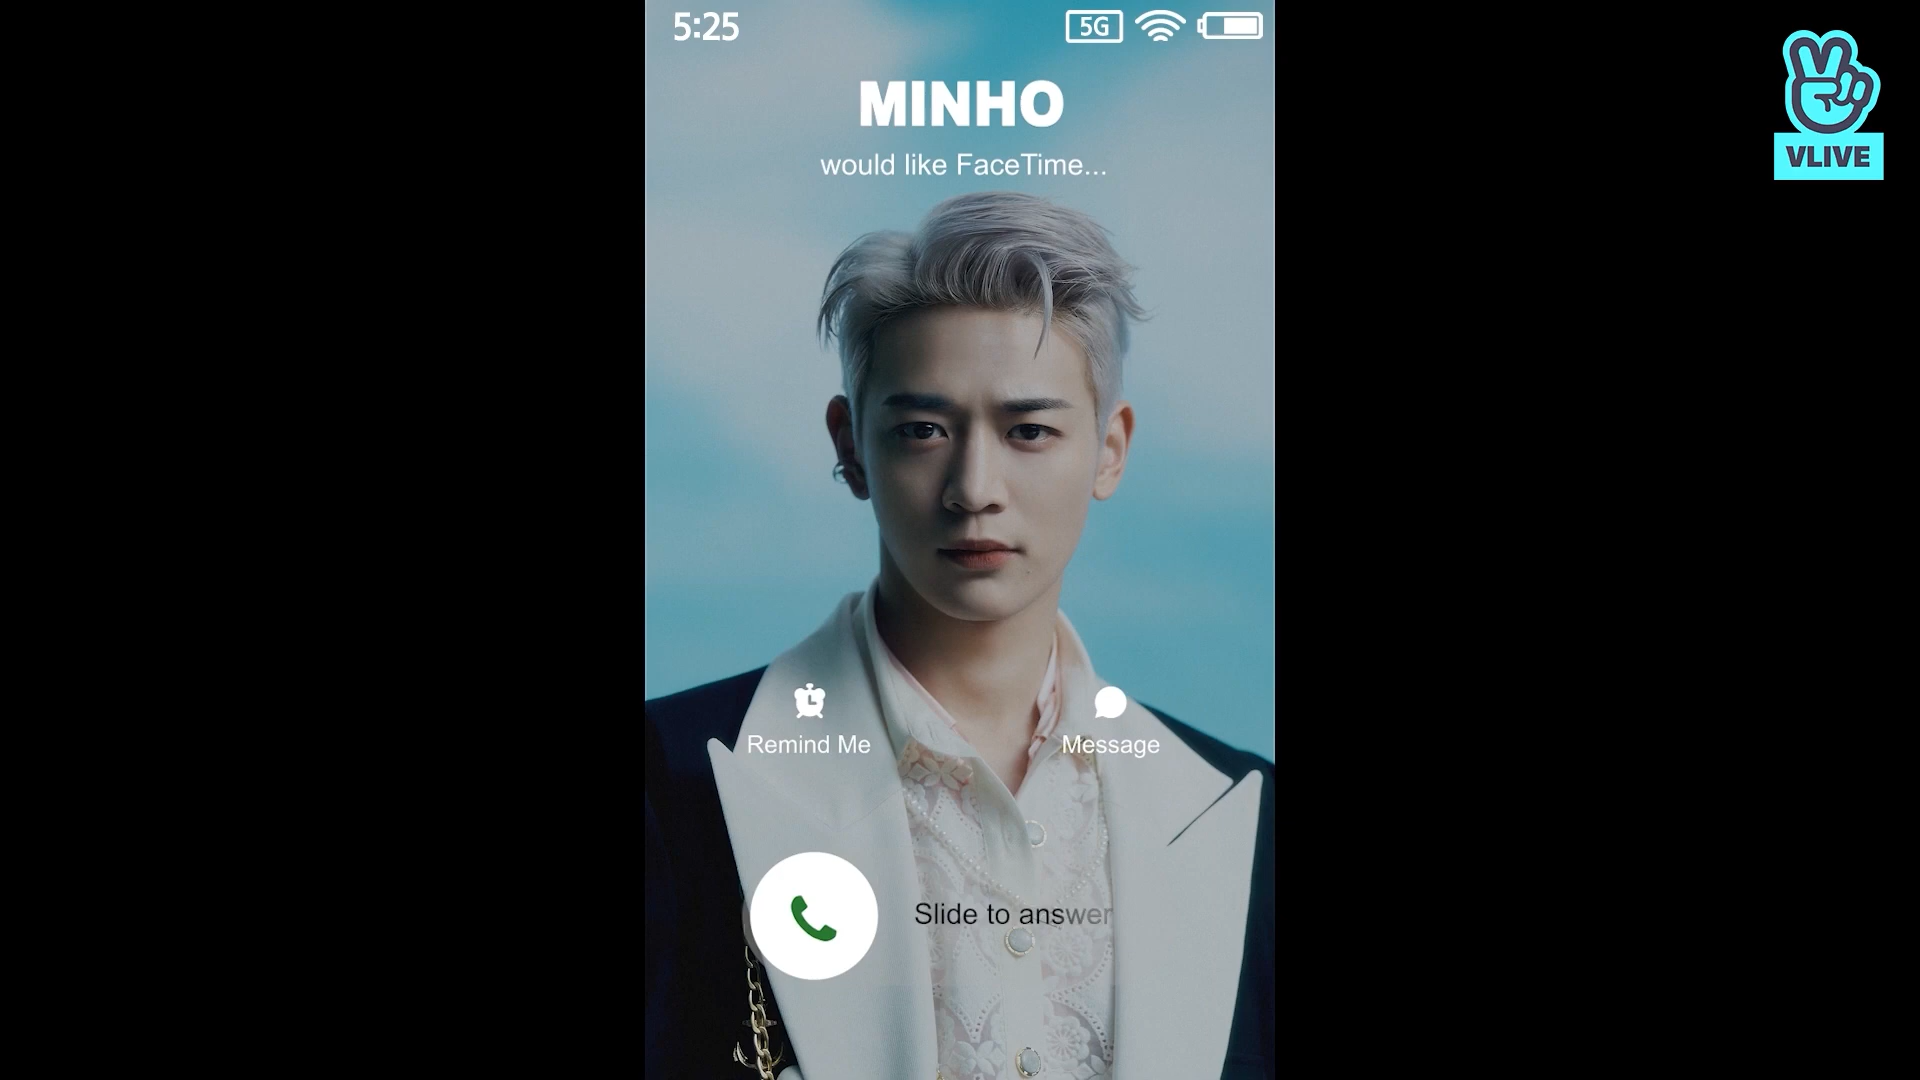 5:25
5G
MINHO
would like FaceTime...
VLIVE
Remind Me
Message
Slide to answer